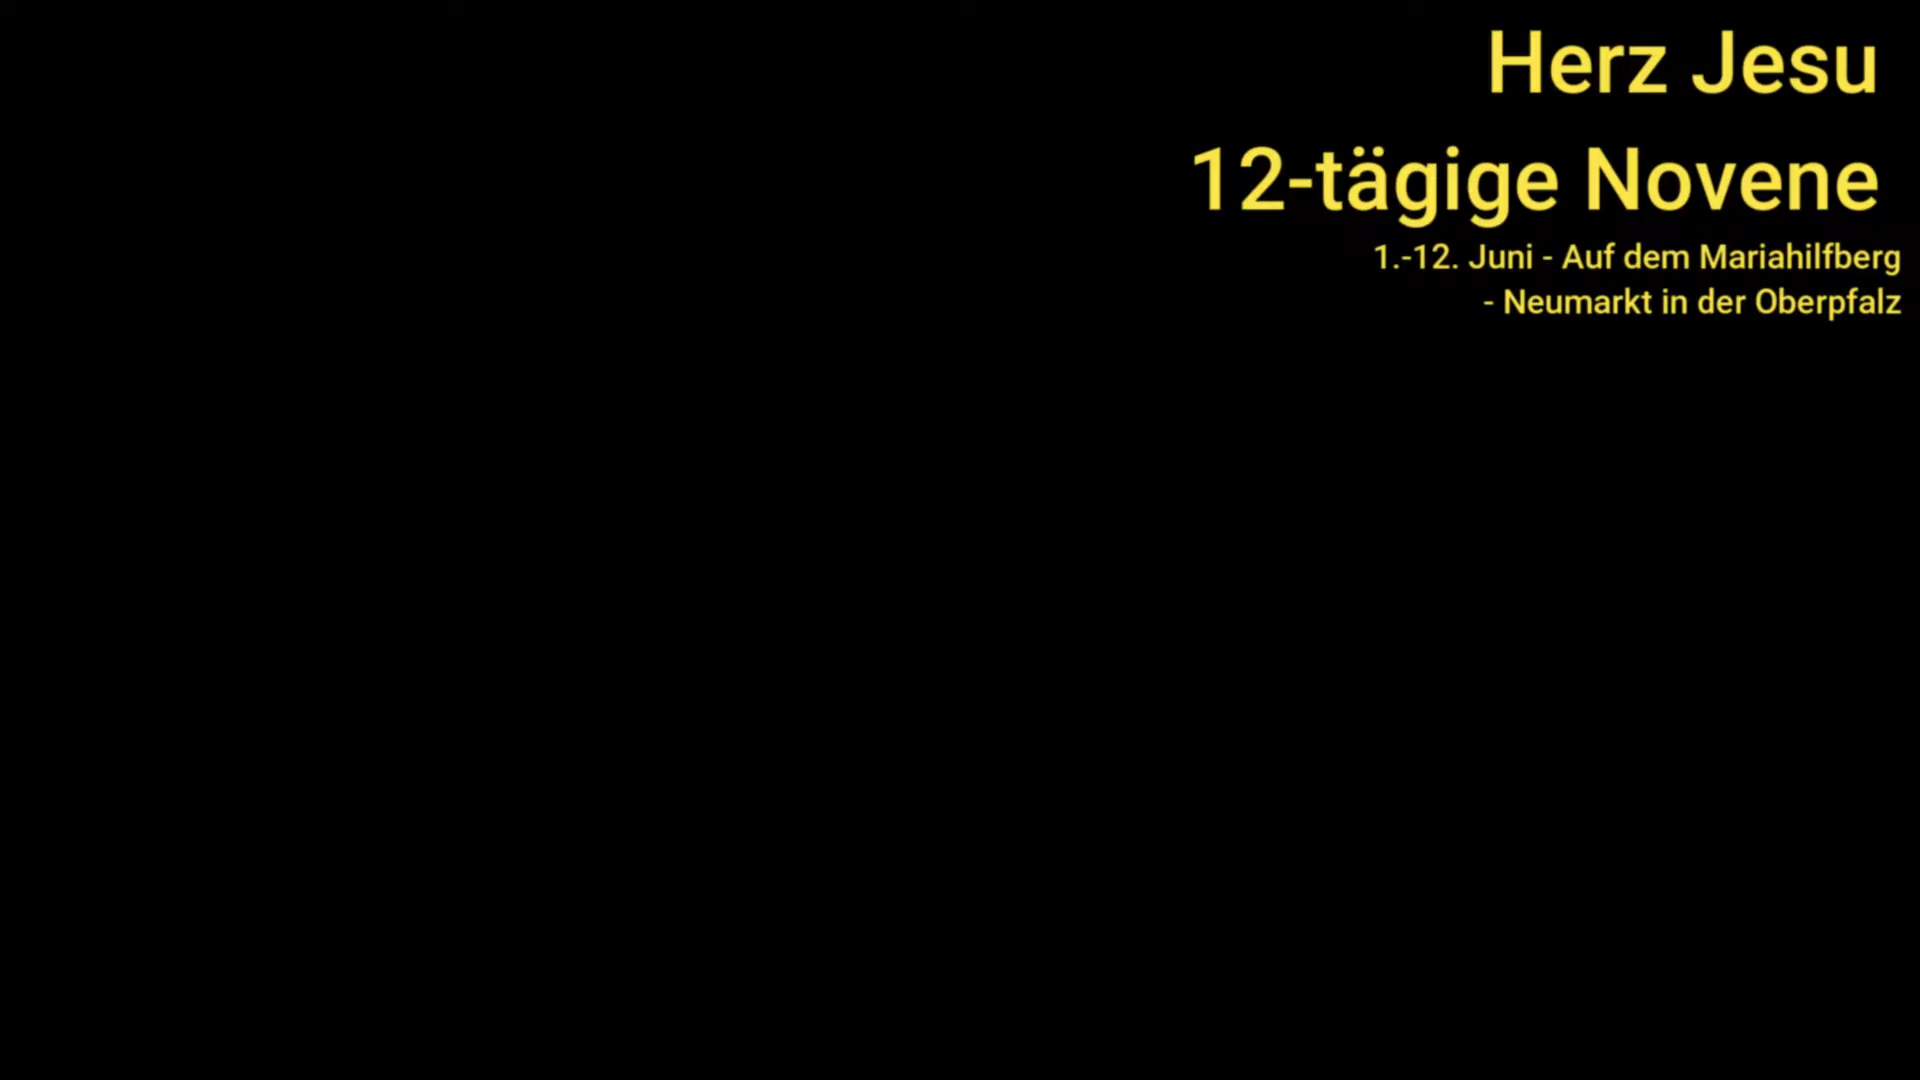 Herz Jesu
12-tägige Novene
1.-12. Juni - Auf dem Mariahilfberg
- Neumarkt in der Oberpfalz